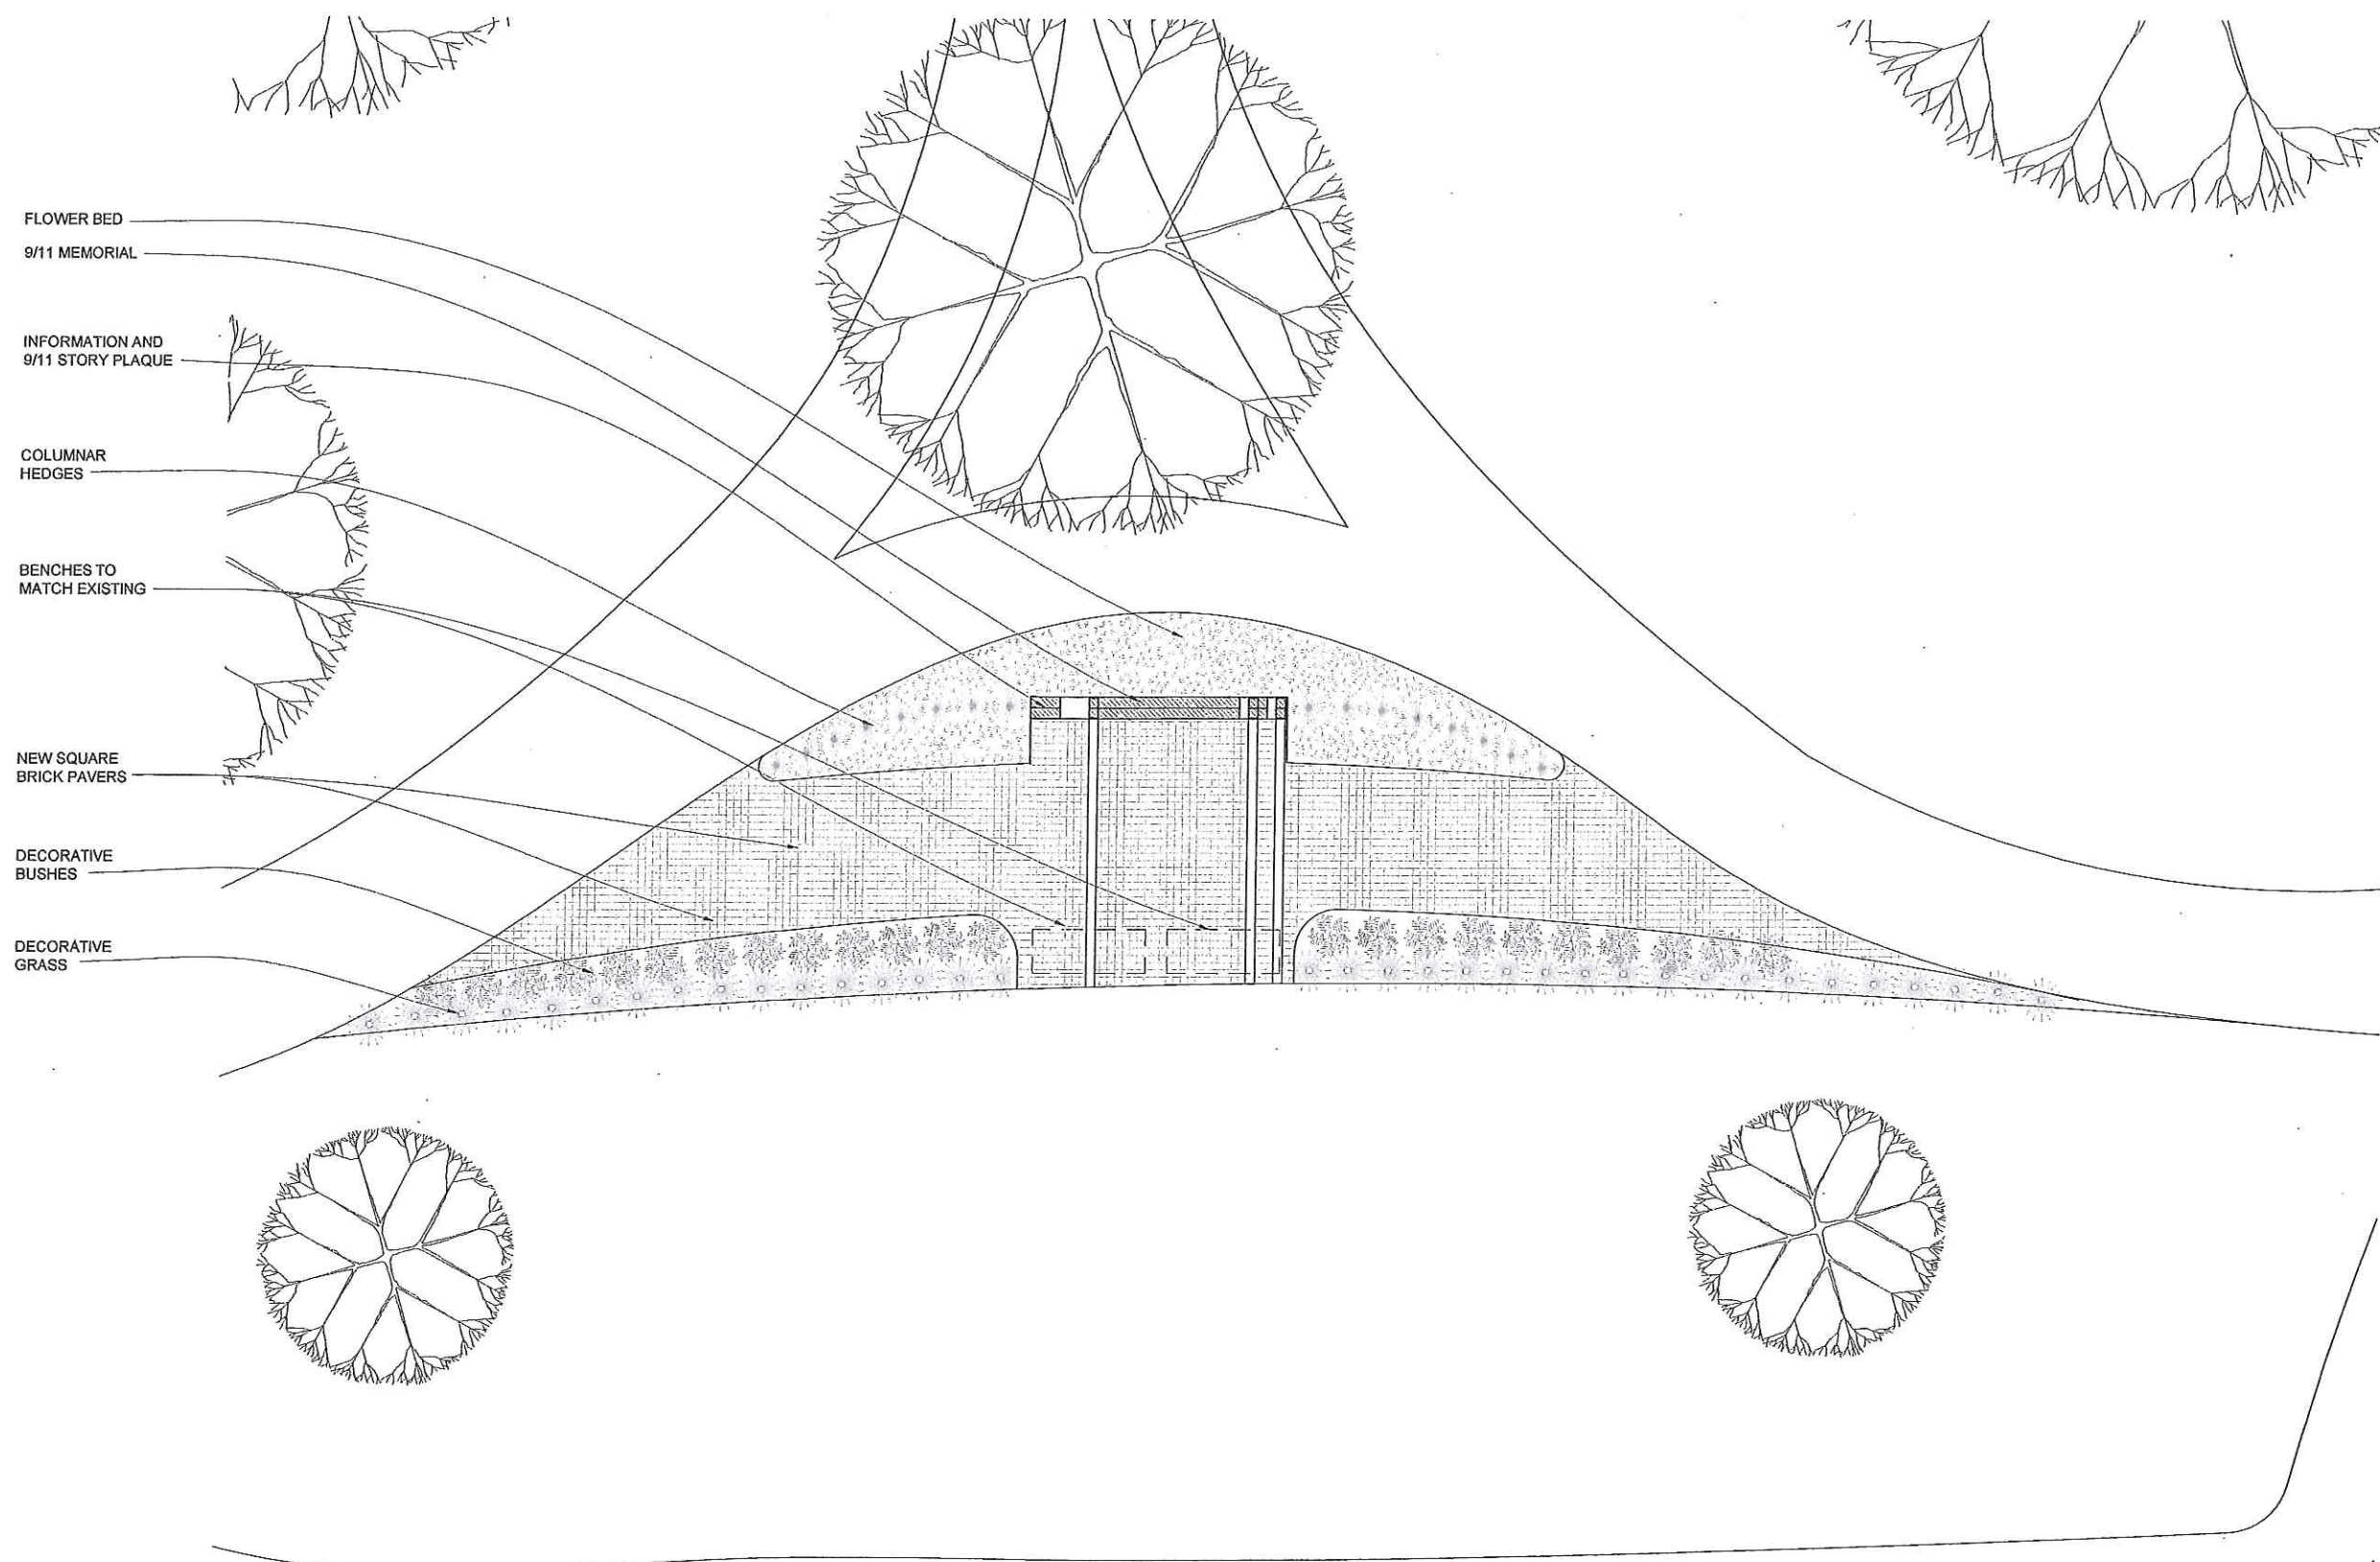 FLOWER BED
9/11 MEMORIAL
INFORMATION AND
9/11 STORY PLAQUE
COLUMNAR
HEDGES
BENCHES TO
MATCH EXISTING
NEW SQUARE
BRICK PAVERS
DECORATIVE
BUSHES
DECORATIVE
GRASS